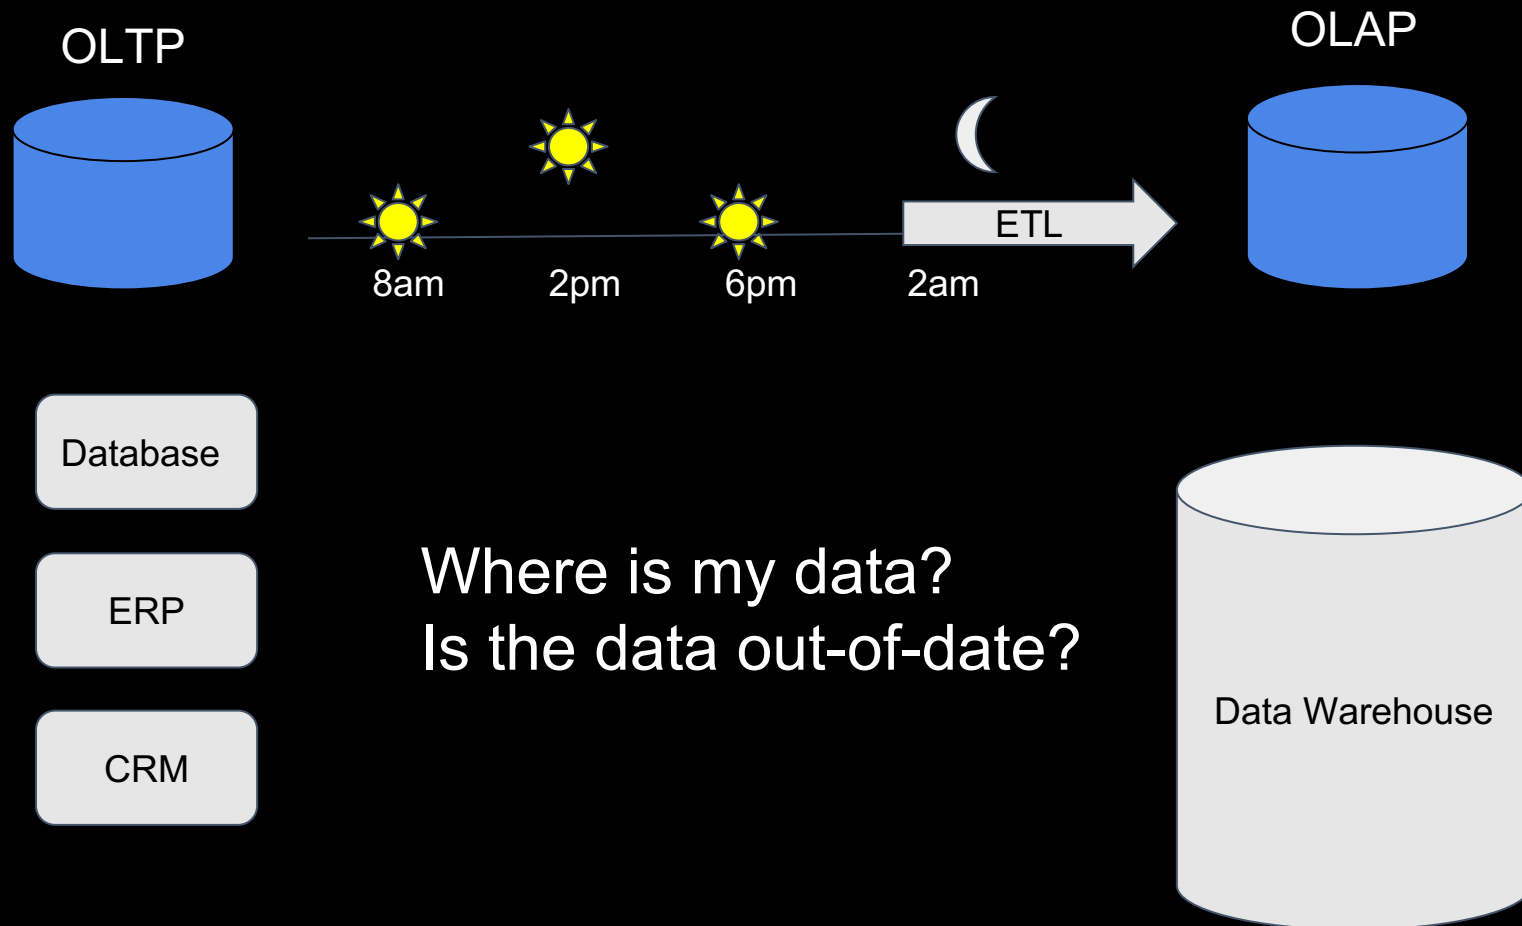 OLTP
OLAP
ETL
8am
2pm
6pm
2am
Database
ERP
CRM
Where is my data?
Is the data out-of-date?
Data Warehouse